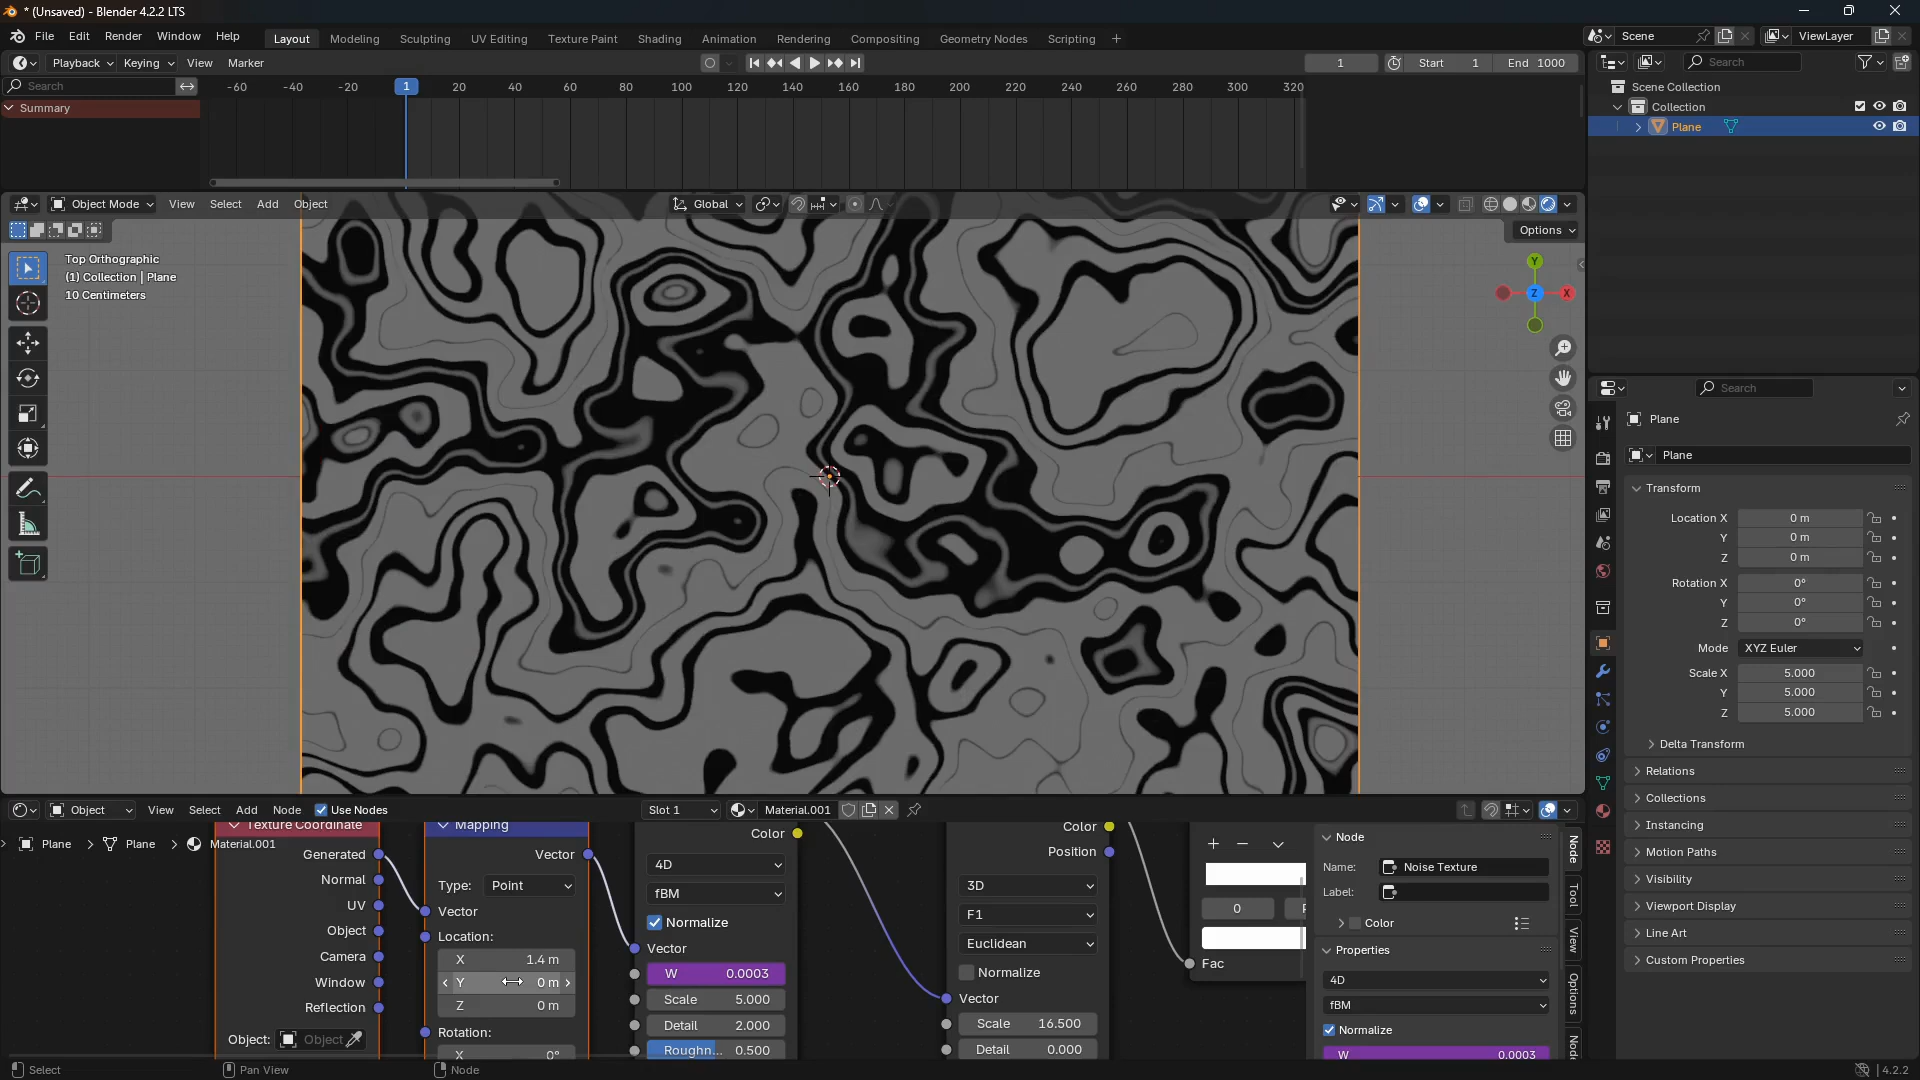 * (Unsaved) - Blender 4.2.2 LTS
File Edit Render Window Help Layout Modeling Sculpting UV Editing Texture Paint Shading Animation Rendering Compositing Geometry Nodes Scripting + Scene ViewLayer
Playback Keying View Marker 1 Start 1 End 1000 Search
Search -60 -40 -20 1 20 40 60 80 100 120 140 160 180 200 220 240 260 280 300 320
Summary
Scene Collection
Collection
Plane
Object Mode View Select Add Object Global
Options
Top Orthographic
(1) Collection | Plane
10 Centimeters
Y
Z X
Search
Plane
Plane
Transform
Location X 0 m
Y 0 m
Z 0 m
Rotation X 0°
Y 0°
Z 0°
Mode XYZ Euler
Scale X 5.000
Y 5.000
Z 5.000
Delta Transform
Relations
Collections
Instancing
Motion Paths
Visibility
Viewport Display
Line Art
Custom Properties
Object View Select Add Node Use Nodes Slot 1 Material.001
Plane Plane Material.001
Texture Coordinate
Generated
Normal
UV
Object
Camera
Window
Reflection
Object: Object
Mapping
Vector
Type: Point
Vector
Location:
X 1.4 m
Y 0 m
Z 0 m
Rotation:
X 0°
Color
4D
fBM
Normalize
Vector
W 0.0003
Scale 5.000
Detail 2.000
Roughn... 0.500
Color
Position
3D
F1
Euclidean
Normalize
Vector
Scale 16.500
Detail 0.000
0
Fac
Node
Name: Noise Texture
Label:
Color
Properties
4D
fBM
Normalize
W 0.0003
Node
Tool
View
Options
Select Pan View Node 4.2.2